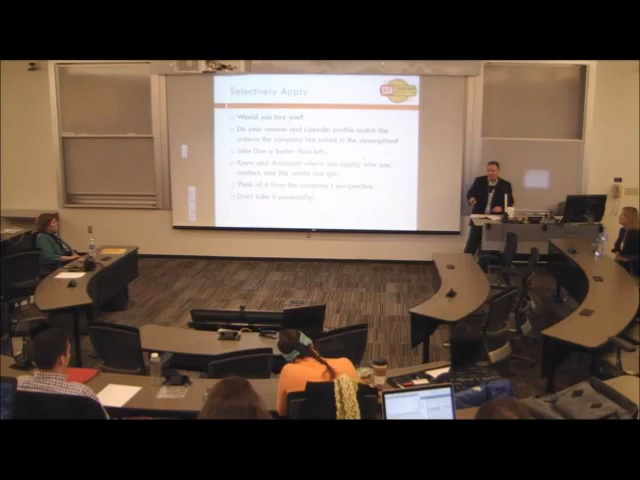 Selectively Apply
Would you hire you?
Do your resume and LinkedIn profile match the
criteria the company has noted in the description?
John Doe is better than info.
Know and document where you apply, who you
contact, and the results you get.
Think of it from the company's perspective.
Don't take it personally!